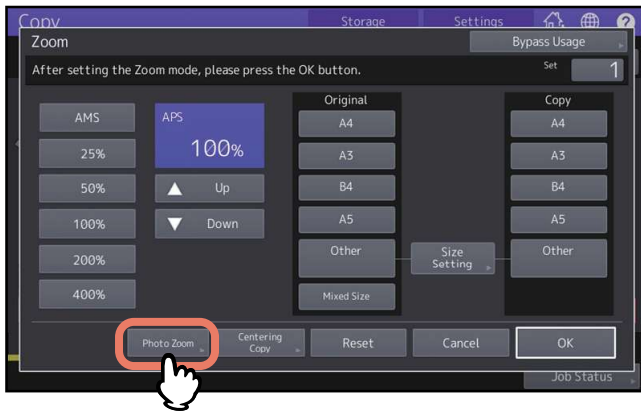 Copy Storage Settings
Zoom Bypass Usage
After setting the Zoom mode, please press the OK button. Set 1
Original Copy
AMS APS A4 A4
100%
25% A3 A3
50% Up B4 B4
100% Down A5 A5
200% Other Size Other
Setting
400% Mixed Size
Photo Zoom Centering Reset Cancel OK
Copy
Job Status